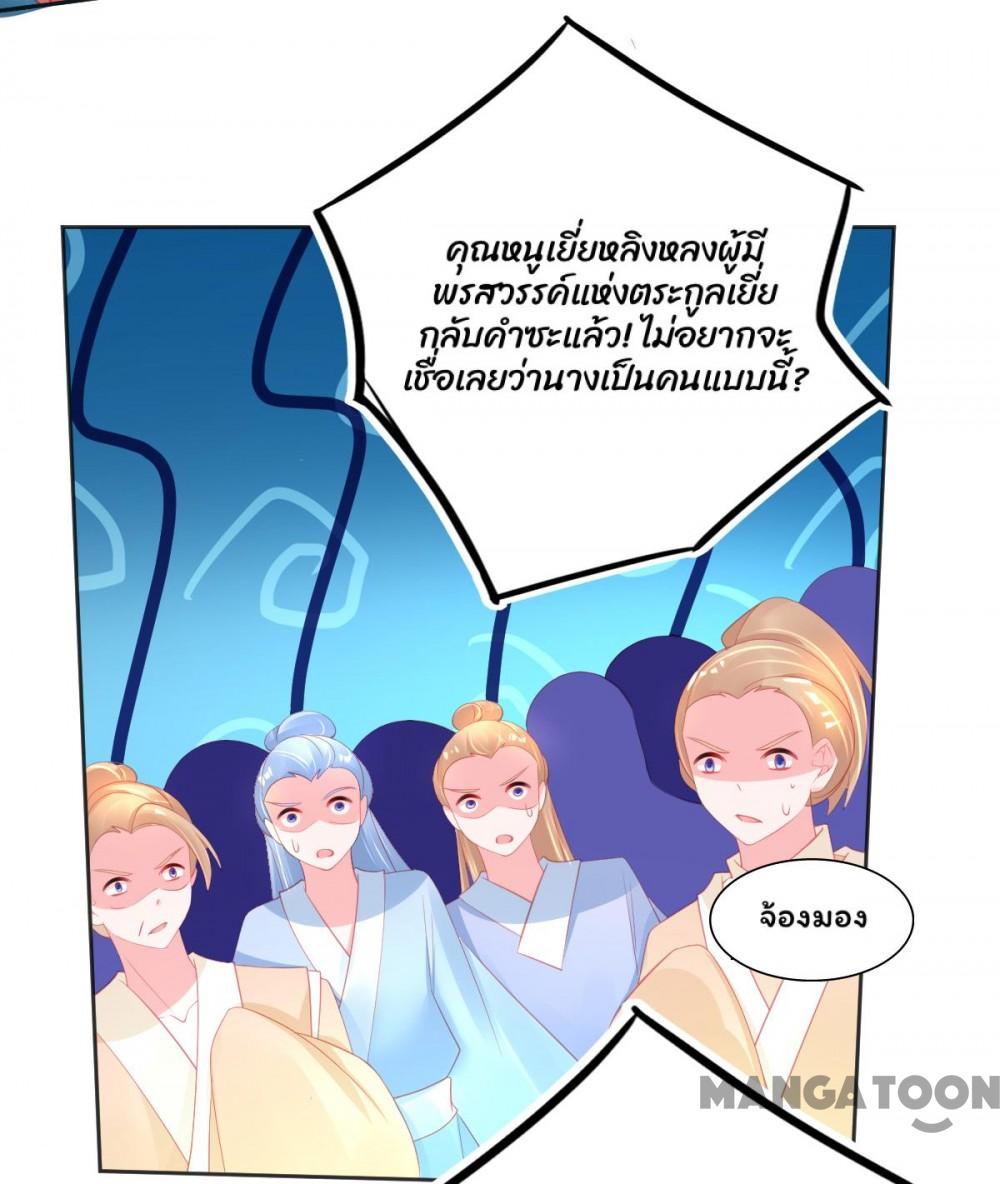 คุณหนูเยี่ยหลิงหลงผู้มี
พรสวรรค์แห่งตระกูลเยี่ย
กลับคำซะแล้ว! ไม่อยากจะ
เชื่อเลยว่านางเป็นคนแบบนี้?
จ้องมอง
MANGATOON